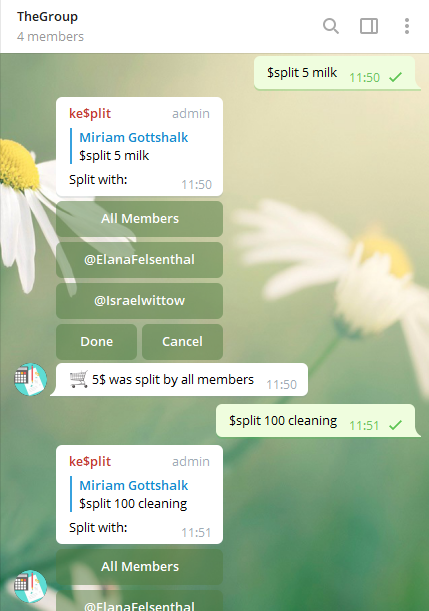 TheGroup
4 members
$split 5 milk 11:50
ke$plit admin
Miriam Gottshalk
$split 5 milk
Split with: 11:50
All Members
@ElanaFelsenthal
@Israelwittow
Done Cancel
🛒 5$ was split by all members 11:50
$split 100 cleaning 11:51
ke$plit admin
Miriam Gottshalk
$split 100 cleaning
Split with: 11:51
All Members
@ElanaFelsenthal